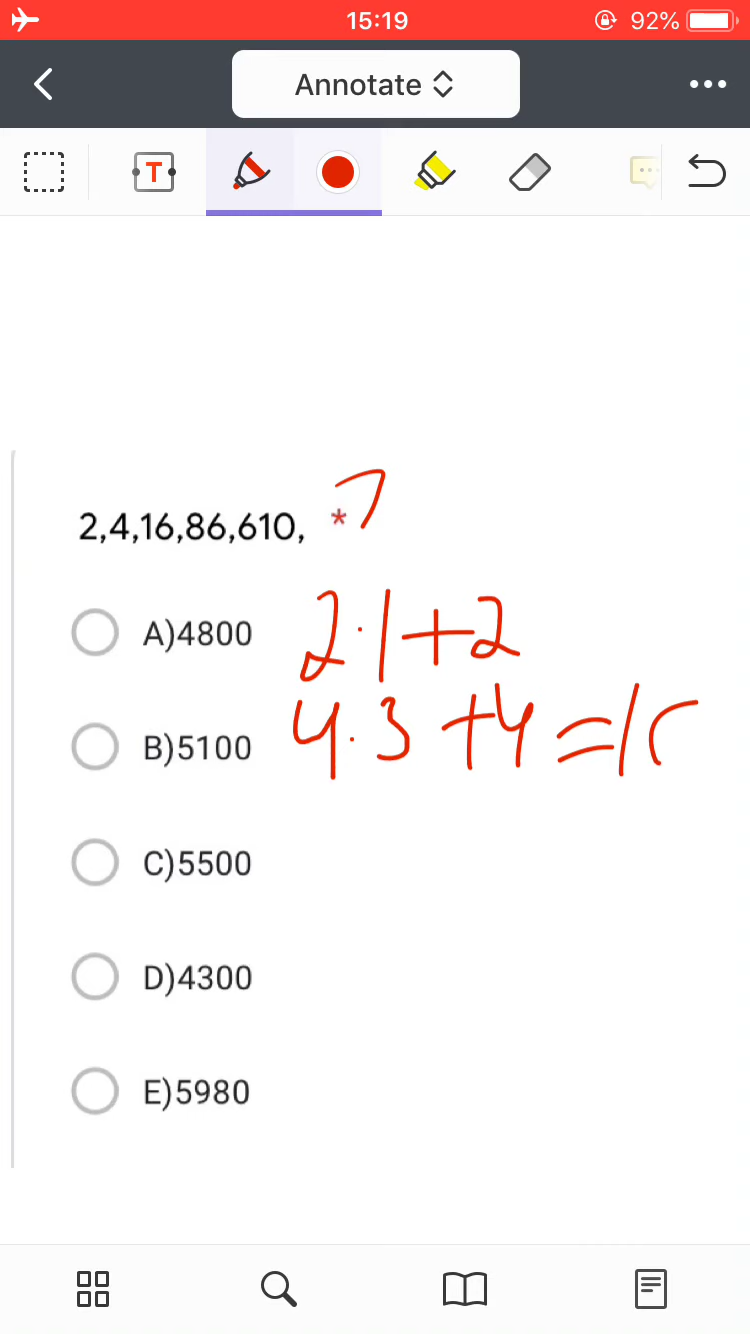 15:19
92%
Annotate
T
2,4,16,86,610, * ?
A)4800
2·1+2
B)5100
4·3+4=1
C)5500
D)4300
E)5980